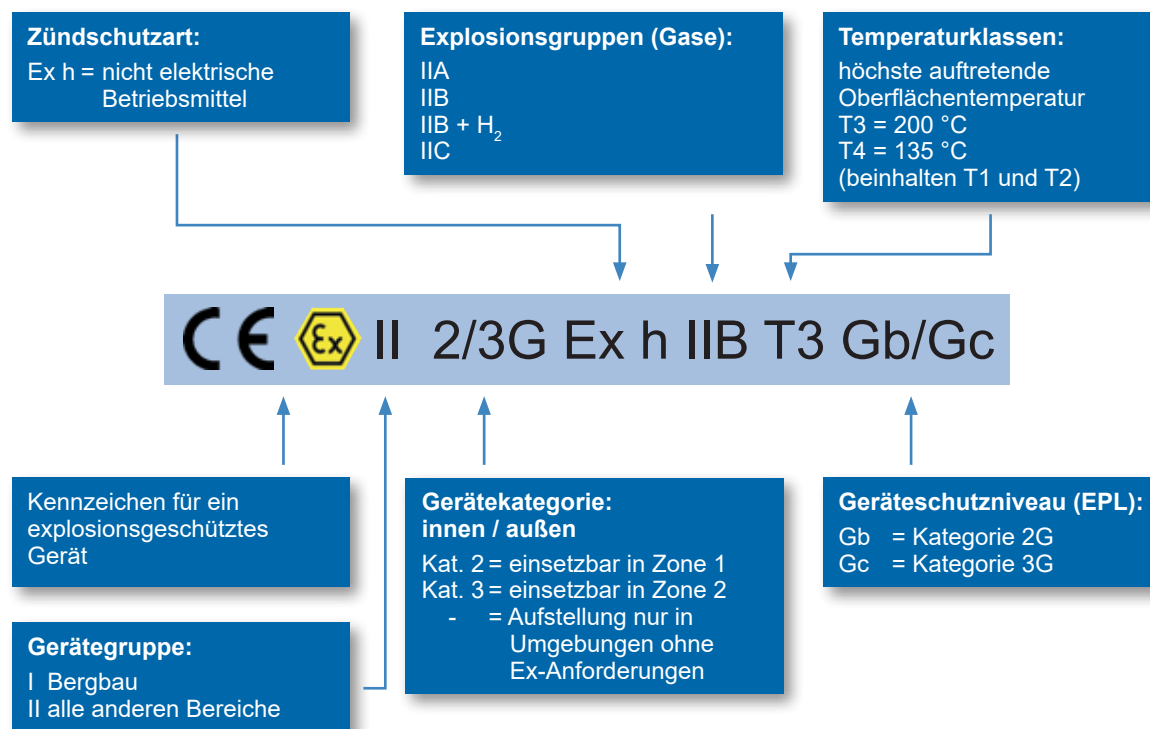 Zündschutzart:
Ex h = nicht elektrische
Betriebsmittel
Explosionsgruppen (Gase):
IIA
IIB
IIB + H₂
IIC
Temperaturklassen:
höchste auftretende
Oberflächentemperatur
T3 = 200 °C
T4 = 135 °C
(beinhalten T1 und T2)
CE Ex II 2/3G Ex h IIB T3 Gb/Gc
Kennzeichen für ein
explosionsgeschütztes
Gerät
Gerätegruppe:
I Bergbau
II alle anderen Bereiche
Gerätekategorie:
innen / außen
Kat. 2 = einsetzbar in Zone 1
Kat. 3 = einsetzbar in Zone 2
- = Aufstellung nur in
Umgebungen ohne
Ex-Anforderungen
Geräteschutzniveau (EPL):
Gb = Kategorie 2G
Gc = Kategorie 3G